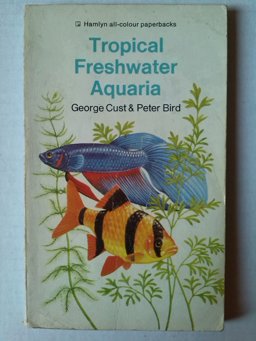 Hamlyn all-colour paperbacks
Tropical
Freshwater
Aquaria
George Cust & Peter Bird